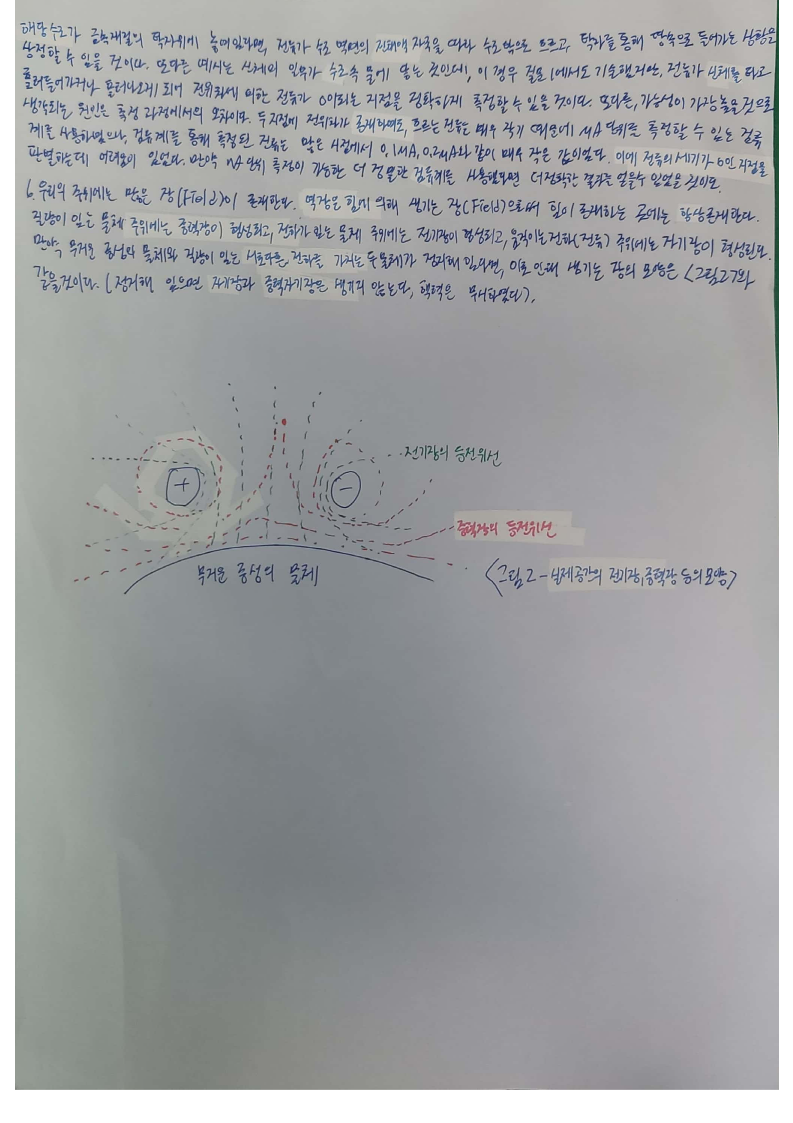 해당 수조가 금속재질의 탁자위에 놓여있다면, 전류가 수조 벽면의 전해액 자국을 따라 수조밖으로 흐르고, 탁자를 통해 땅속으로 들어가는 상황을
상정할 수 있을 것이다. 또다른 예시는 신체의 일부가 수조속 물에 닿는 것인데, 이 경우 결론 1에서도 기술했지만, 전류가 신체를 타고
흘러들어가거나 흘러나오게 되어 전위차에 의한 전류가 0이되는 지점을 정확하게 측정할 수 없을 것이다. 또다른, 가능성이 가장 높을 것으로
생각되는 원인은 측정 과정에서의 오차이다. 두 지점에 전위차가 존재하여도, 흐르는 전류는 매우 작기 때문에 μA 단위를 측정할 수 있는 검류
계를 사용하였으나, 검류계를 통해 측정된 전류는 많은 시점에서 0.1μA, 0.2μA와 같이 매우 작은 값이었다. 이에 전류의 세기가 0인 지점을
판별하는데 어려움이 있었다. 만약 nA 단위 측정이 가능한 더 정밀한 검류계를 사용했다면 더 정확한 결과를 얻을수 있었을 것이다.
6. 우리의 주위에는 많은 장(Field)이 존재한다. 역장은 힘에 의해 생기는 장(Field)으로써 힘이 존재하는 곳에는 항상 존재한다.
질량이 있는 물체 주위에는 중력장이 형성되고, 전하가 있는 물체 주위에는 전기장이 형성되고, 움직이는 전하(전류) 주위에는 자기장이 형성된다.
만약 무거운 중성의 물체와 질량이 있는 서로다른 전하를 가지는 두 물체가 정지해 있다면, 이로 인해 생기는 장의 모양은 <그림2>와
같을 것이다. (정지해 있으면 자기장과 중력자기장은 생기지 않는다, 핵력은 무시하였다).
전기장의 등전위선
+
-
중력장의 등전위선
무거운 중성의 물체
<그림 2-실제공간의 전기장, 중력장 등의 모양>